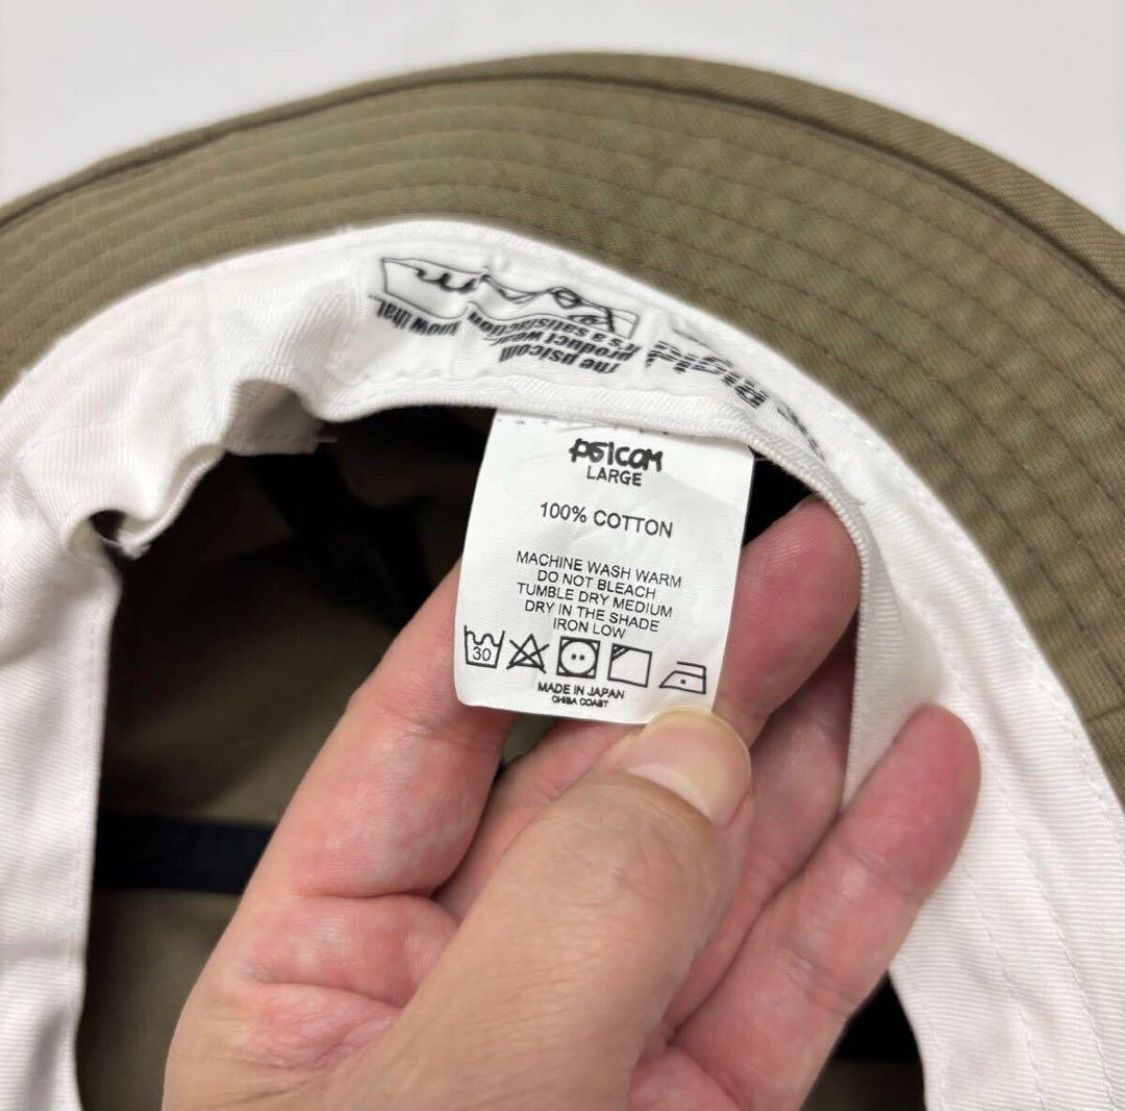 The psicom
product wear-
It's a satisfaction
know that...
PSICOM
LARGE
100% COTTON
MACHINE WASH WARM
DO NOT BLEACH
TUMBLE DRY MEDIUM
DRY IN THE SHADE
IRON LOW
30
MADE IN JAPAN
CHIBA COAST